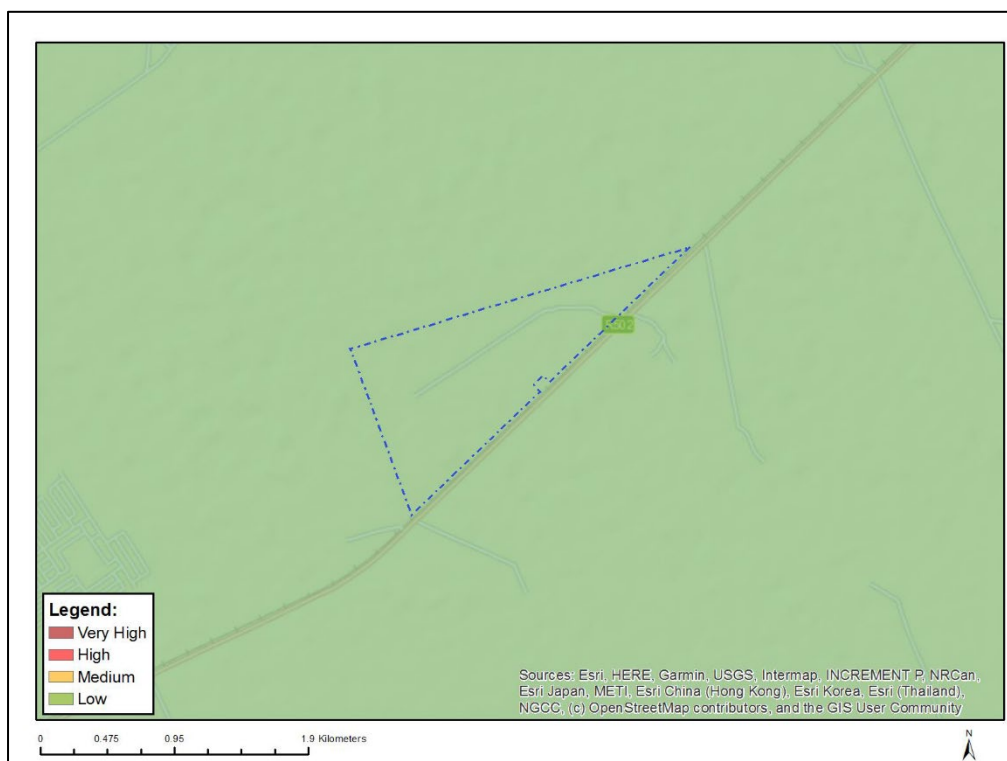 Legend:
Very High
High
Medium
Low
Sources: Esri, HERE, Garmin, USGS, Intermap, INCREMENT P, NRCan,
Esri Japan, METI, Esri China (Hong Kong), Esri Korea, Esri (Thailand),
NGCC, (c) OpenStreetMap contributors, and the GIS User Community
0 0.475 0.95 1.9 Kilometers
N